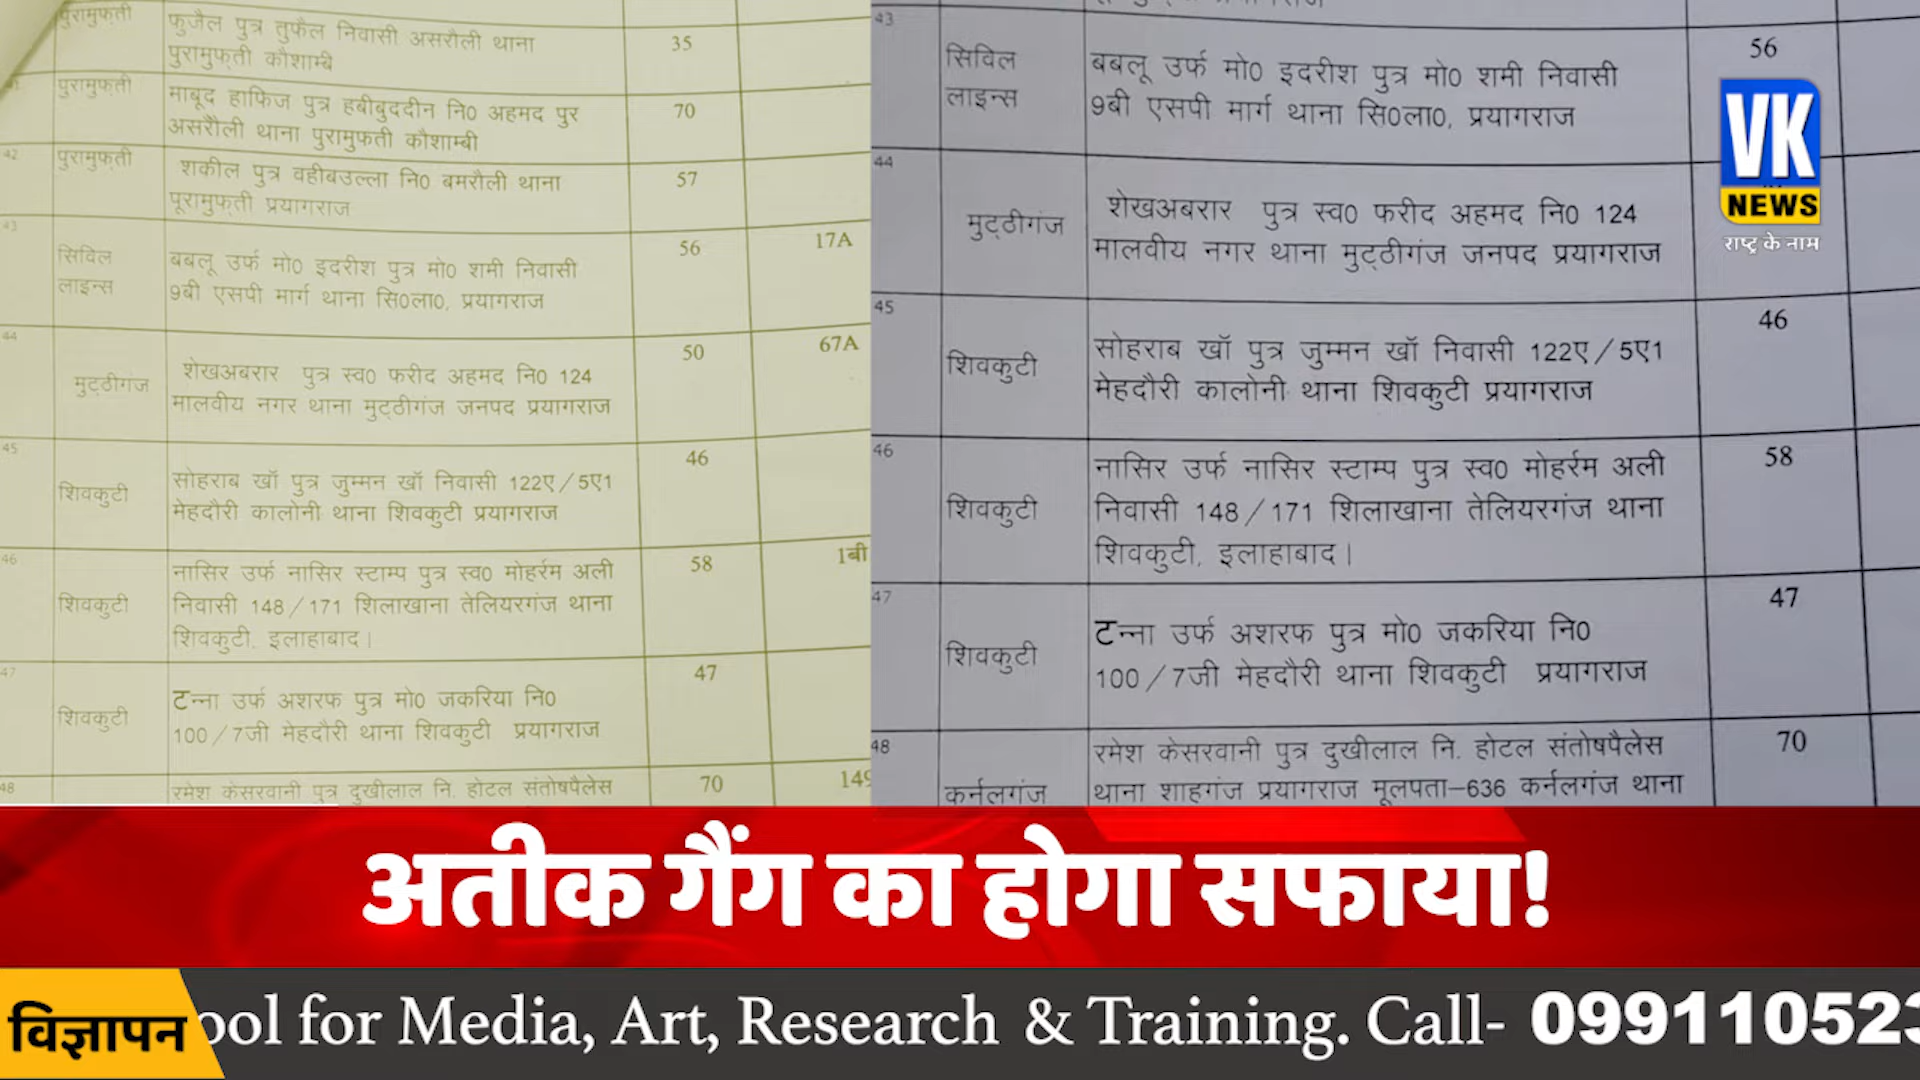 पुरामुफ्ती
फुजैल पुत्र तुफैल निवासी असरौली थाना
पुरामुफ्ती कौशाम्बि
35
पुरामुफ्ती
माबूद हाफिज पुत्र हबीबुददीन नि0 अहमद पुर
असरौली थाना पुरामुफती कौशाम्बी
70
42
पुरामुफ्ती
शकील पुत्र वहीबउल्ला नि0 बमरौली थाना
पूरामुफ्ती प्रयागराज
57
43
सिविल
लाइन्स
बबलू उर्फ मो0 इदरीश पुत्र मो0 शमी निवासी
9बी एसपी मार्ग थाना सि0ला0, प्रयागराज
56
17A
44
मुट्ठीगंज
शेखअबरार पुत्र स्व0 फरीद अहमद नि0 124
मालवीय नगर थाना मुट्ठीगंज जनपद प्रयागराज
50
67A
45
शिवकुटी
सोहराब खॉ पुत्र जुम्मन खॉ निवासी 122ए/5ए1
मेहदौरी कालोनी थाना शिवकुटी प्रयागराज
46
46
शिवकुटी
नासिर उर्फ नासिर स्टाम्प पुत्र स्व0 मोहर्रम अली
निवासी 148/171 शिलाखाना तेलियरगंज थाना
शिवकुटी, इलाहाबाद।
58
1बी
47
शिवकुटी
टन्ना उर्फ अशरफ पुत्र मो0 जकरिया नि0
100/7जी मेहदौरी थाना शिवकुटी प्रयागराज
47
48
रमेश केसरवानी पुत्र दुखीलाल नि. होटल संतोषपैलेस
70
149
43
सिविल
लाइन्स
बबलू उर्फ मो0 इदरीश पुत्र मो0 शमी निवासी
9बी एसपी मार्ग थाना सि0ला0, प्रयागराज
56
44
मुट्ठीगंज
शेखअबरार पुत्र स्व0 फरीद अहमद नि0 124
मालवीय नगर थाना मुट्ठीगंज जनपद प्रयागराज
45
शिवकुटी
सोहराब खॉ पुत्र जुम्मन खॉ निवासी 122ए/5ए1
मेहदौरी कालोनी थाना शिवकुटी प्रयागराज
46
46
शिवकुटी
नासिर उर्फ नासिर स्टाम्प पुत्र स्व0 मोहर्रम अली
निवासी 148/171 शिलाखाना तेलियरगंज थाना
शिवकुटी, इलाहाबाद।
58
47
शिवकुटी
टन्ना उर्फ अशरफ पुत्र मो0 जकरिया नि0
100/7जी मेहदौरी थाना शिवकुटी प्रयागराज
47
48
कर्नलगंज
रमेश केसरवानी पुत्र दुखीलाल नि. होटल संतोषपैलेस
थाना शाहगंज प्रयागराज मूलपता-636 कर्नलगंज थाना
70
VK
NEWS
राष्ट्र के नाम
अतीक गैंग का होगा सफाया!
विज्ञापन
ool for Media, Art, Research & Training. Call- 099110523